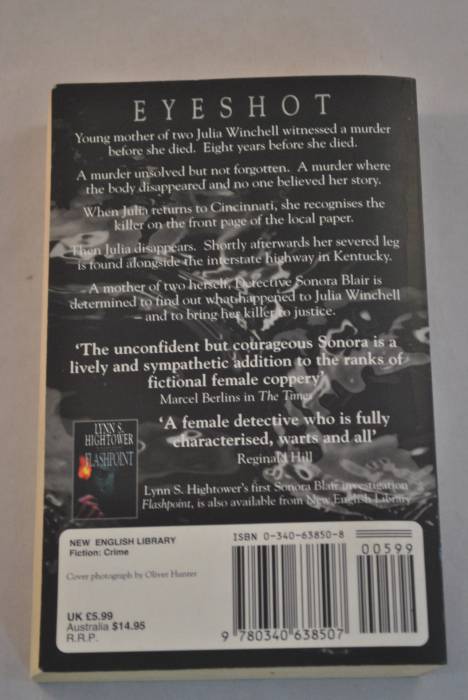 EYESHOT
Young mother of two Julia Winchell witnessed a murder
before she died. Eight years before she died.
A murder unsolved but not forgotten. A murder where
the body disappeared and no one believed her story.
When Julia returns to Cincinnati, she recognises the
killer on the front page of the local paper.
Then Julia disappears. Shortly afterwards her severed leg
is found alongside the interstate highway in Kentucky.
A mother of two herself, Detective Sonora Blair is
determined to find out what happened to Julia Winchell
– and to bring her killer to justice.
‘The unconfident but courageous Sonora is a
lively and sympathetic addition to the ranks of
fictional female coppery’
Marcel Berlins in The Times
‘A female detective who is fully
characterised, warts and all’
Reginald Hill
LYNN S.
HIGHTOWER
FLASHPOINT
Lynn S. Hightower's first Sonora Blair investigation
Flashpoint, is also available from New English Library
NEW ENGLISH LIBRARY
Fiction: Crime
Cover photograph by Oliver Hunter
UK £5.99
Australia $14.95
R.R.P.
ISBN 0-340-63850-8
00599
9 780340 638507